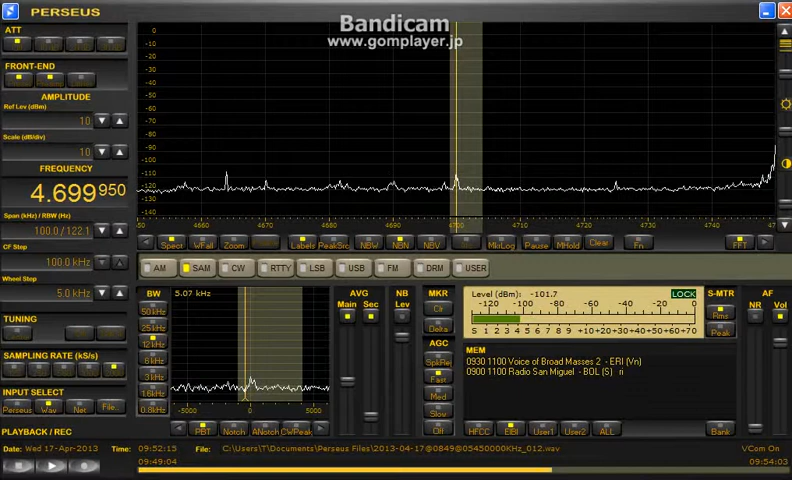 PERSEUS
Bandicam
www.gomplayer.jp
ATT
FRONT-END
AMPLITUDE
Ref Lev (dBm)
10
Scale (dB/div)
10
FREQUENCY
4.699950
Span (kHz) / RBW (Hz)
100.0 / 122.1
CF Step
100.0 kHz
Wheel Step
5.0 kHz
TUNING
SAMPLING RATE (kS/s)
INPUT SELECT
Perseus Wav Net File..
PLAYBACK / REC
0
-10
-20
-30
-40
-50
-60
-70
-80
-90
-100
-110
-120
-130
-140
4660 4670 4680 4690 4700 4710 4720 4730 4740
Spect WFall Zoom Labels PeakSrc NBW NBN NBV MkLog Pause MHold Clear Fn FFT
AM SAM CW RTTY LSB USB FM DRM USER
BW
50kHz
25kHz
12kHz
6kHz
3kHz
1.6kHz
0.8kHz
5.07 kHz
-5000 0 5000
PBT Notch ANotch CWPeak
AVG
Main Sec
NB
Lev
MKR
Clr
Delta
AGC
SpkRej
Fast
Med
Slow
Off
Level (dBm): -101.7 LOCK
-120 -100 -80 -60 -40 -20 0
S 1 2 3 4 5 6 7 8 9 +10 +20 +30 +40 +50 +60 +70
S-MTR
Rms
Peak
AF
NR Vol
MEM
0930 1100 Voice of Broad Masses 2 - ERI (Vn)
0900 1100 Radio San Miguel - BOL (S) ri
HFCC EIBI User1 User2 ALL Bank
Date: Wed 17-Apr-2013 Time: 09:52:15 File: C:\Users\T\Documents\Perseus Files\2013-04-17@0849@05450000KHz_012.wav VCom On
09:49:04 09:54:03